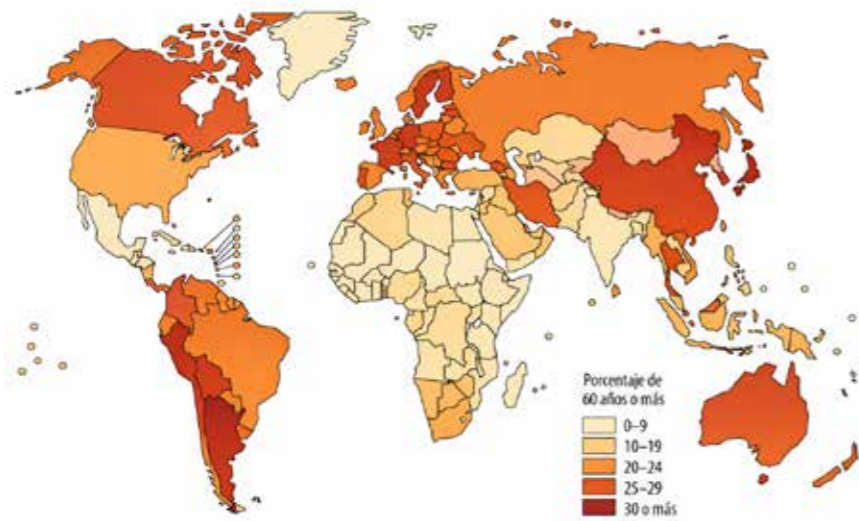 Porcentaje de
60 años o más
0–9
10–19
20–24
25–29
30 o más